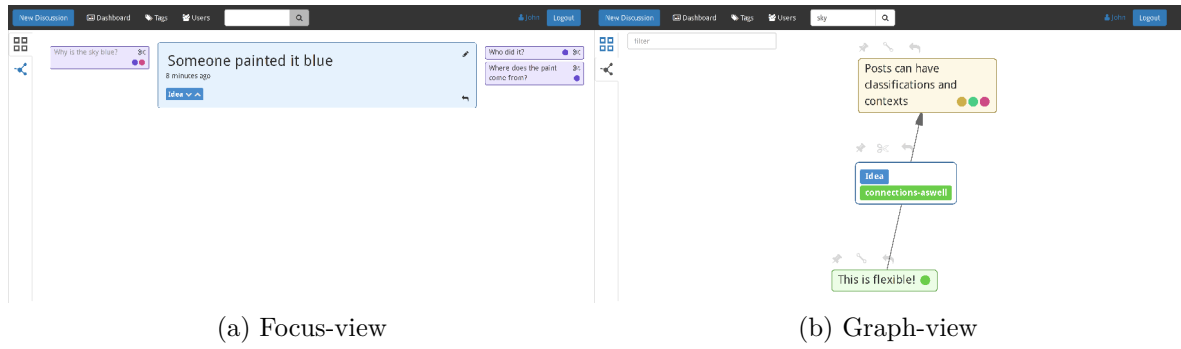 New Discussion Dashboard Tags Users John Logout
Why is the sky blue?
Someone painted it blue
8 minutes ago
Idea
Who did it?
Where does the paint
come from?
New Discussion Dashboard Tags Users sky John Logout
filter
Posts can have
classifications and
contexts
Idea
connections-aswell
This is flexible!
(a) Focus-view
(b) Graph-view